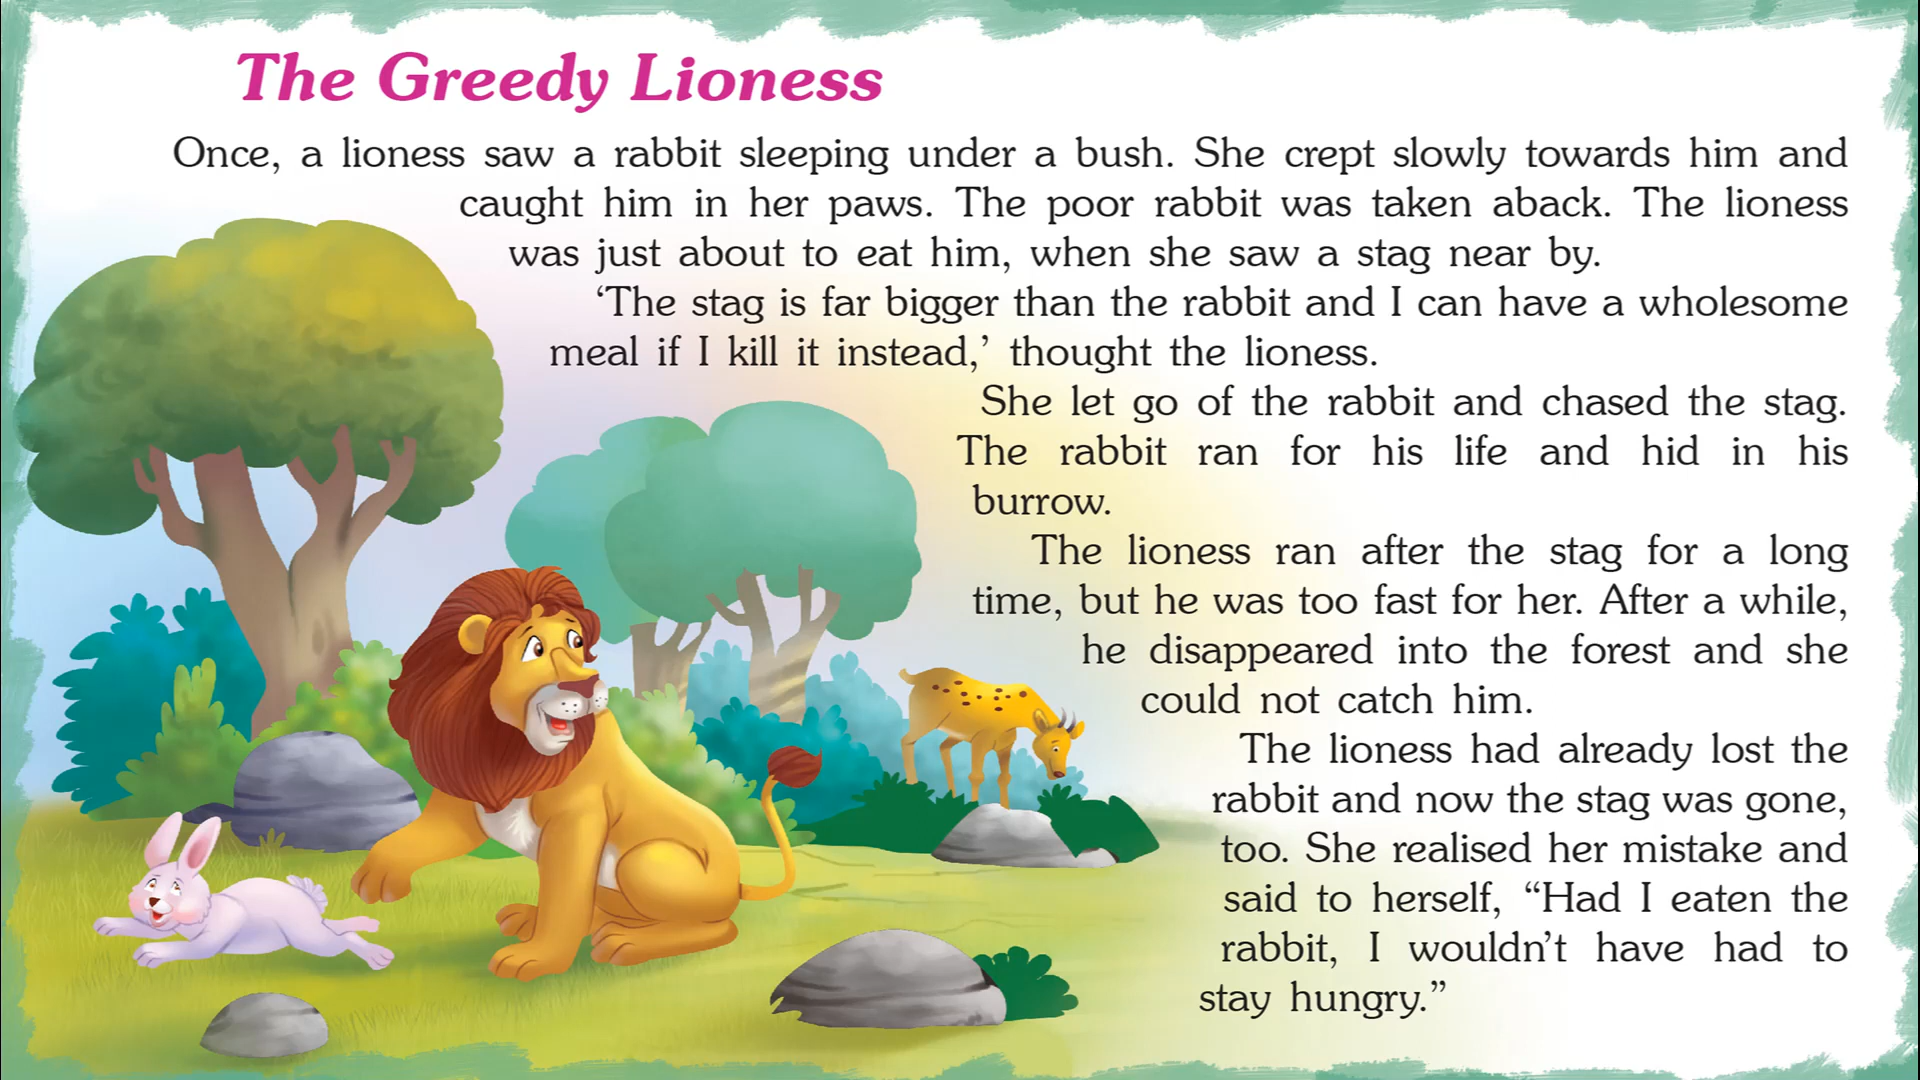 The Greedy Lioness
Once, a lioness saw a rabbit sleeping under a bush. She crept slowly towards him and
caught him in her paws. The poor rabbit was taken aback. The lioness
was just about to eat him, when she saw a stag near by.
‘The stag is far bigger than the rabbit and I can have a wholesome
meal if I kill it instead,’ thought the lioness.
She let go of the rabbit and chased the stag.
The rabbit ran for his life and hid in his
burrow.
The lioness ran after the stag for a long
time, but he was too fast for her. After a while,
he disappeared into the forest and she
could not catch him.
The lioness had already lost the
rabbit and now the stag was gone,
too. She realised her mistake and
said to herself, “Had I eaten the
rabbit, I wouldn’t have had to
stay hungry.”